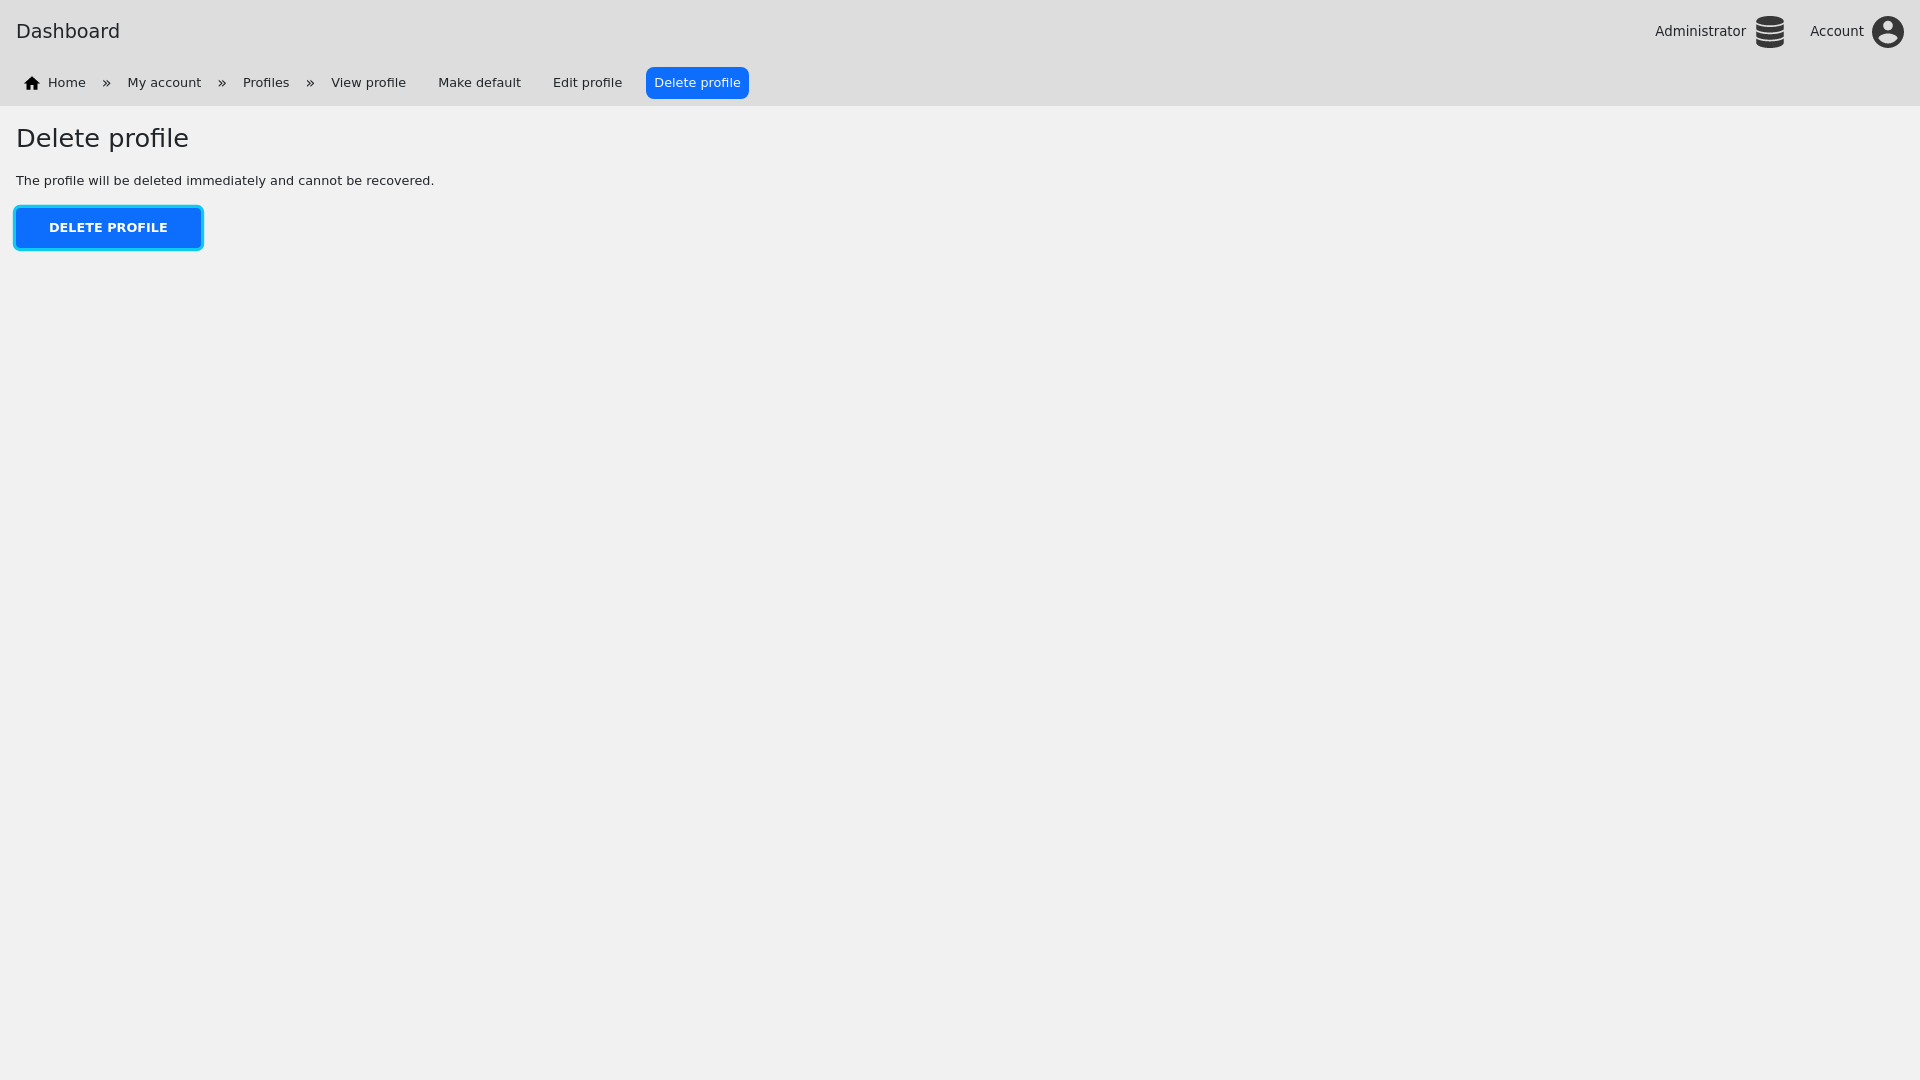 Dashboard
Administrator
Account
Home » My account » Profiles » View profile Make default Edit profile Delete profile
Delete profile
The profile will be deleted immediately and cannot be recovered.
DELETE PROFILE